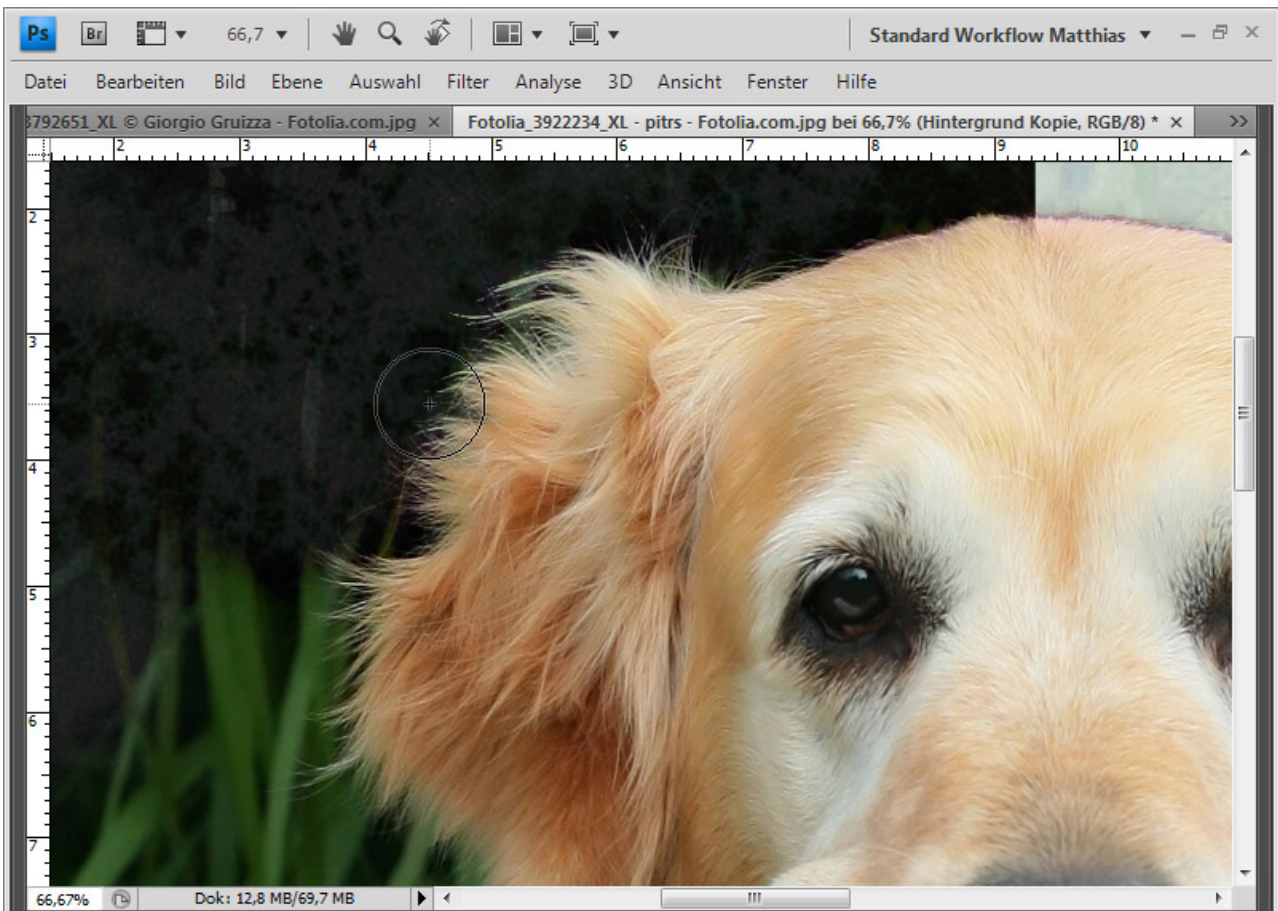 Ps Br 66,7 Standard Workflow Matthias
Datei Bearbeiten Bild Ebene Auswahl Filter Analyse 3D Ansicht Fenster Hilfe
3792651_XL © Giorgio Gruizza - Fotolia.com.jpg × Fotolia_3922234_XL - pitrs - Fotolia.com.jpg bei 66,7% (Hintergrund Kopie, RGB/8) * ×
2 3 4 5 6 7 8 9 10
2
3
4
5
6
7
66,67% Dok: 12,8 MB/69,7 MB